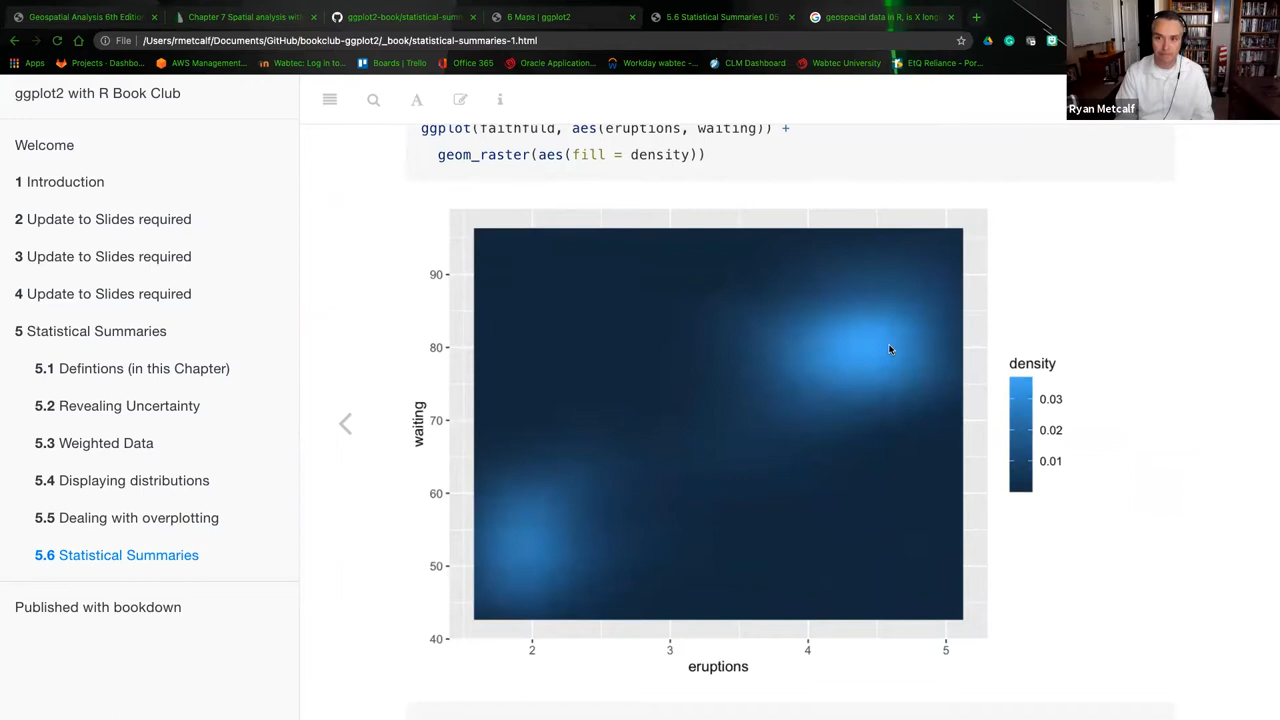 Geospatial Analysis 6th Edition
Chapter 7 Spatial analysis with
ggplot2-book/statistical-summ
6 Maps | ggplot2
5.6 Statistical Summaries | 05
geospacial data in R, is X long
File | /Users/rmetcalf/Documents/GitHub/bookclub-ggplot2/_book/statistical-summaries-1.html
Apps
Projects · Dashbo...
AWS Management...
Wabtec: Log in to...
Boards | Trello
Office 365
Oracle Application...
Workday wabtec -...
CLM Dashboard
Wabtec University
EtQ Reliance - Por...
Ryan Metcalf
ggplot2 with R Book Club
Welcome
1 Introduction
2 Update to Slides required
3 Update to Slides required
4 Update to Slides required
5 Statistical Summaries
5.1 Defintions (in this Chapter)
5.2 Revealing Uncertainty
5.3 Weighted Data
5.4 Displaying distributions
5.5 Dealing with overplotting
5.6 Statistical Summaries
Published with bookdown
ggplot(faithfuld, aes(eruptions, waiting)) +
geom_raster(aes(fill = density))
90
80
70
60
50
40
waiting
2 3 4 5
eruptions
density
0.03
0.02
0.01